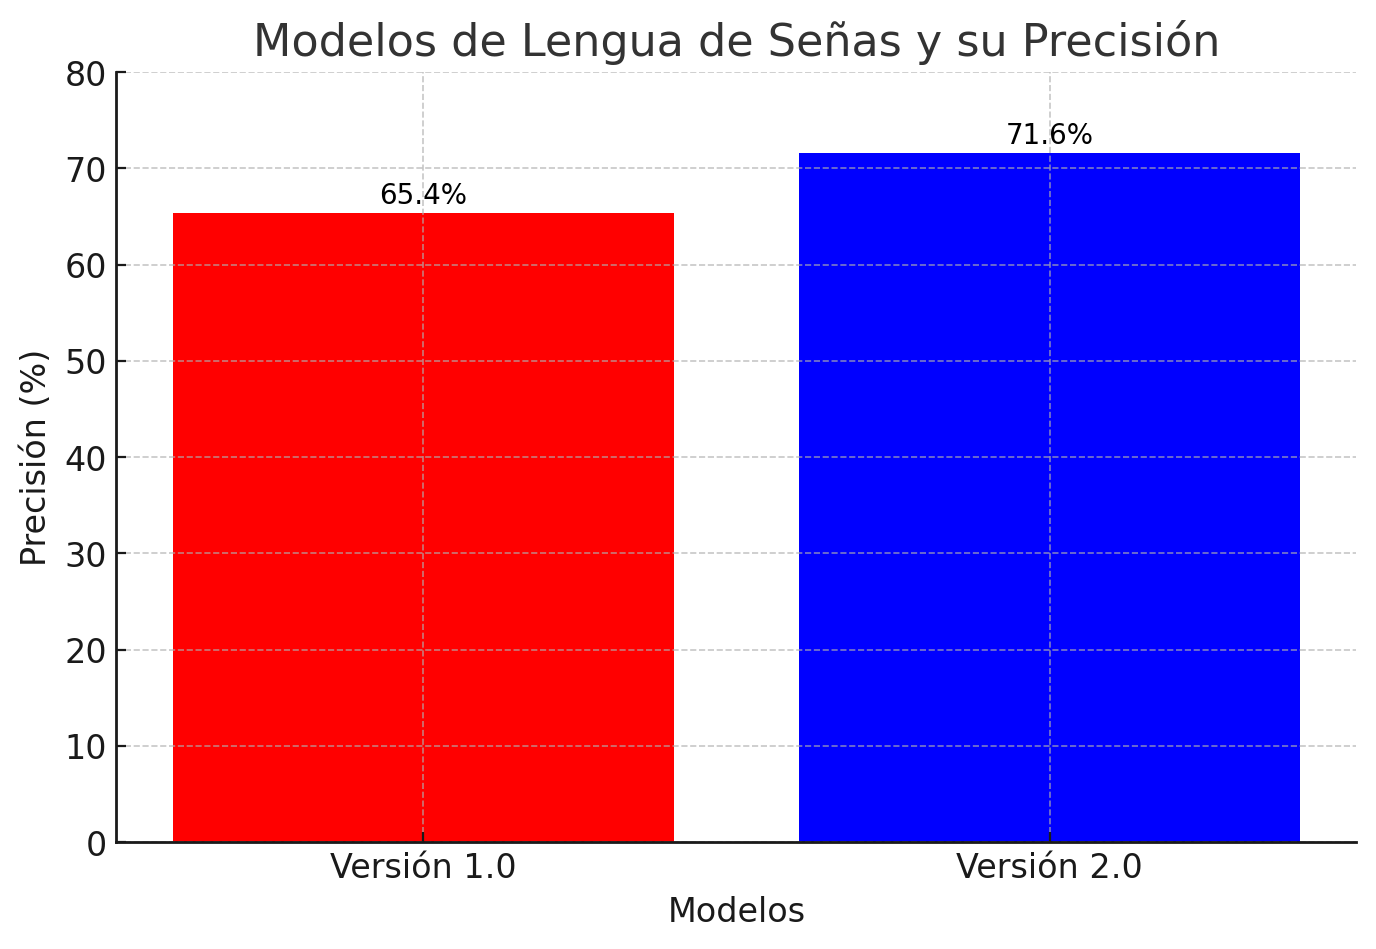 Modelos de Lengua de Señas y su Precisión
80
70
60
50
40
30
20
10
0
Precisión (%)
65.4%
71.6%
Versión 1.0
Versión 2.0
Modelos